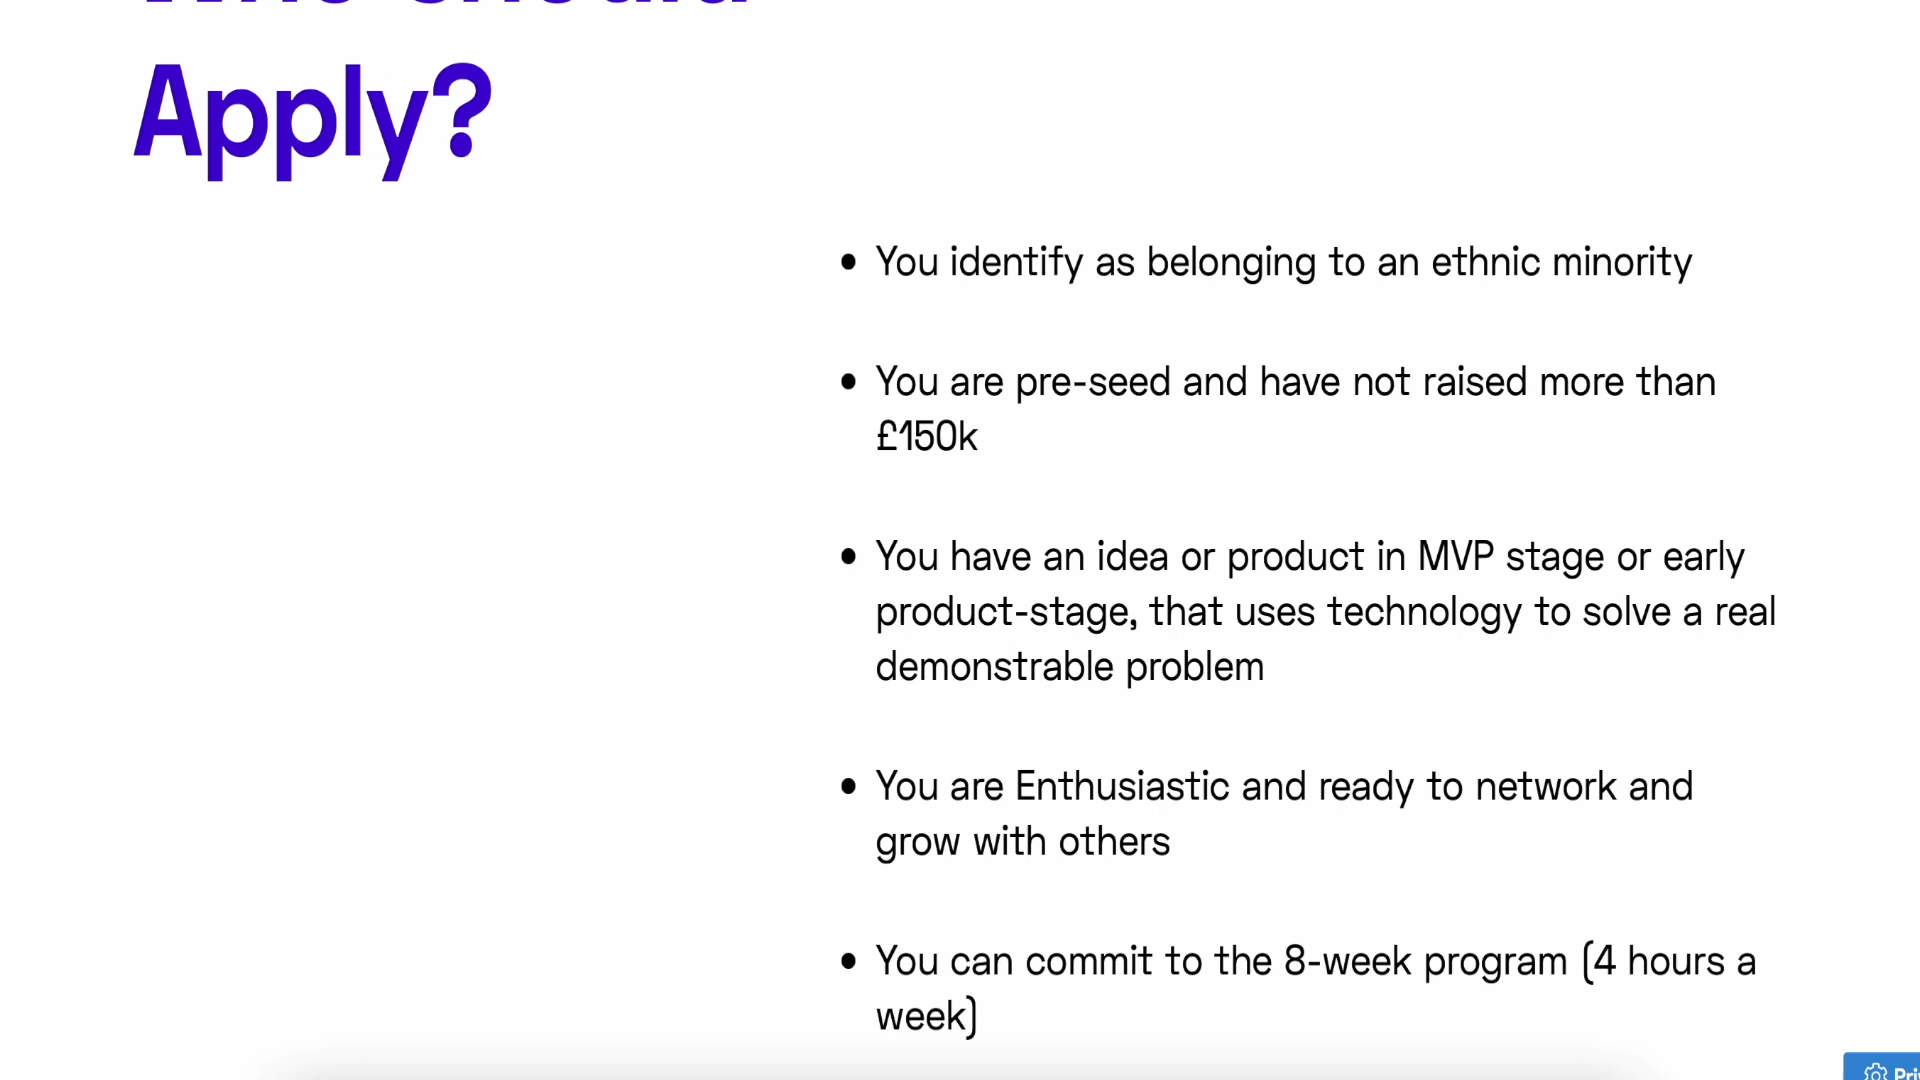 Who should
Apply?
• You identify as belonging to an ethnic minority
• You are pre-seed and have not raised more than
£150k
• You have an idea or product in MVP stage or early
product-stage, that uses technology to solve a real
demonstrable problem
• You are Enthusiastic and ready to network and
grow with others
• You can commit to the 8-week program (4 hours a
week)